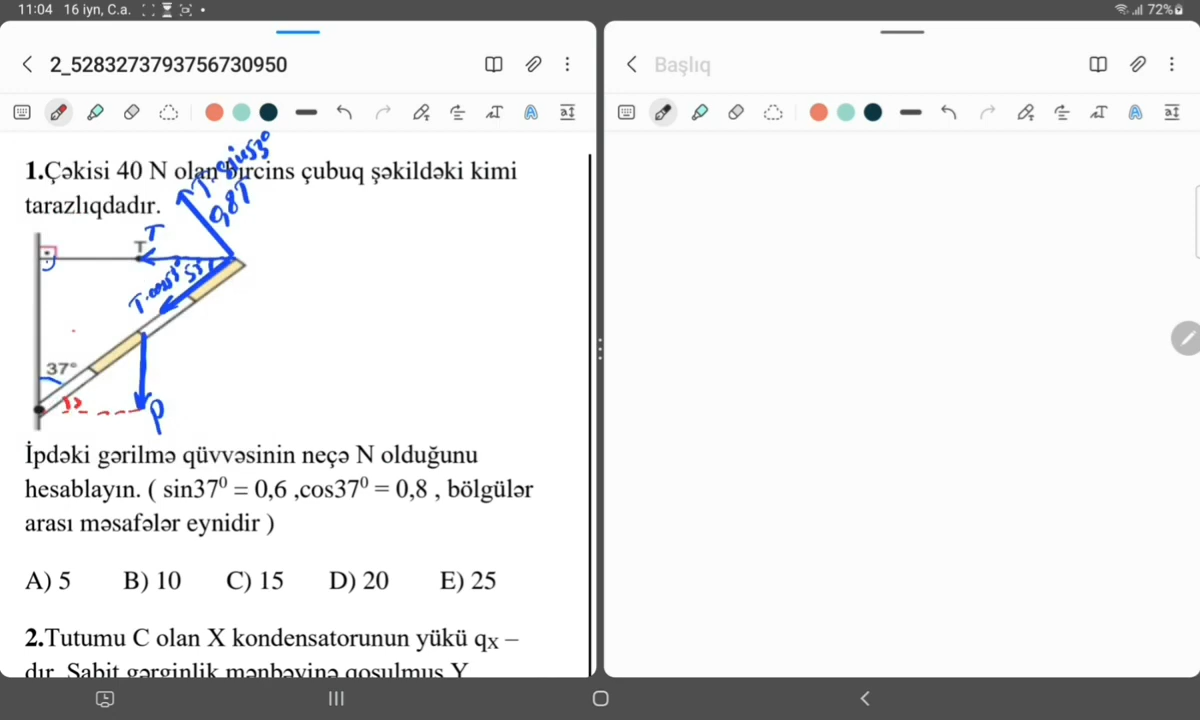 11:04 16 iyn, C.a.
72%
2_5283273793756730950
Başlıq
1.Çəkisi 40 N olan bircins çubuq şəkildəki kimi
tarazlıqdadır.
T
T
0,8T
37°
P
İpdəki gərilmə qüvvəsinin neçə N olduğunu
hesablayın. ( sin37⁰ = 0,6 ,cos37⁰ = 0,8 , bölgülər
arası məsafələr eynidir )
A) 5 B) 10 C) 15 D) 20 E) 25
2.Tutumu C olan X kondensatorunun yükü qx –
dır. Sabit gərginlik mənbəyinə qoşulmuş Y